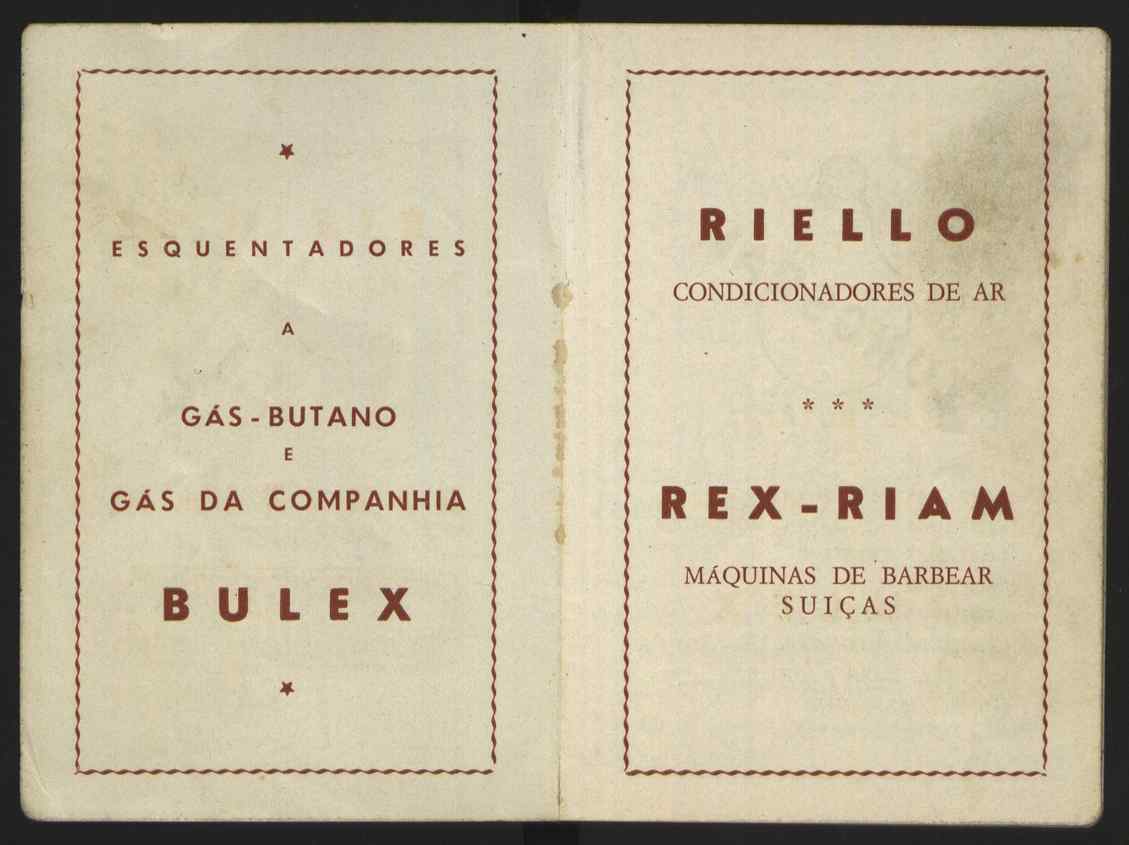 ESQUENTADORES
A
GÁS-BUTANO
E
GÁS DA COMPANHIA
BULEX
RIELLO
CONDICIONADORES DE AR
* * *
REX-RIAM
MÁQUINAS DE BARBEAR
SUIÇAS